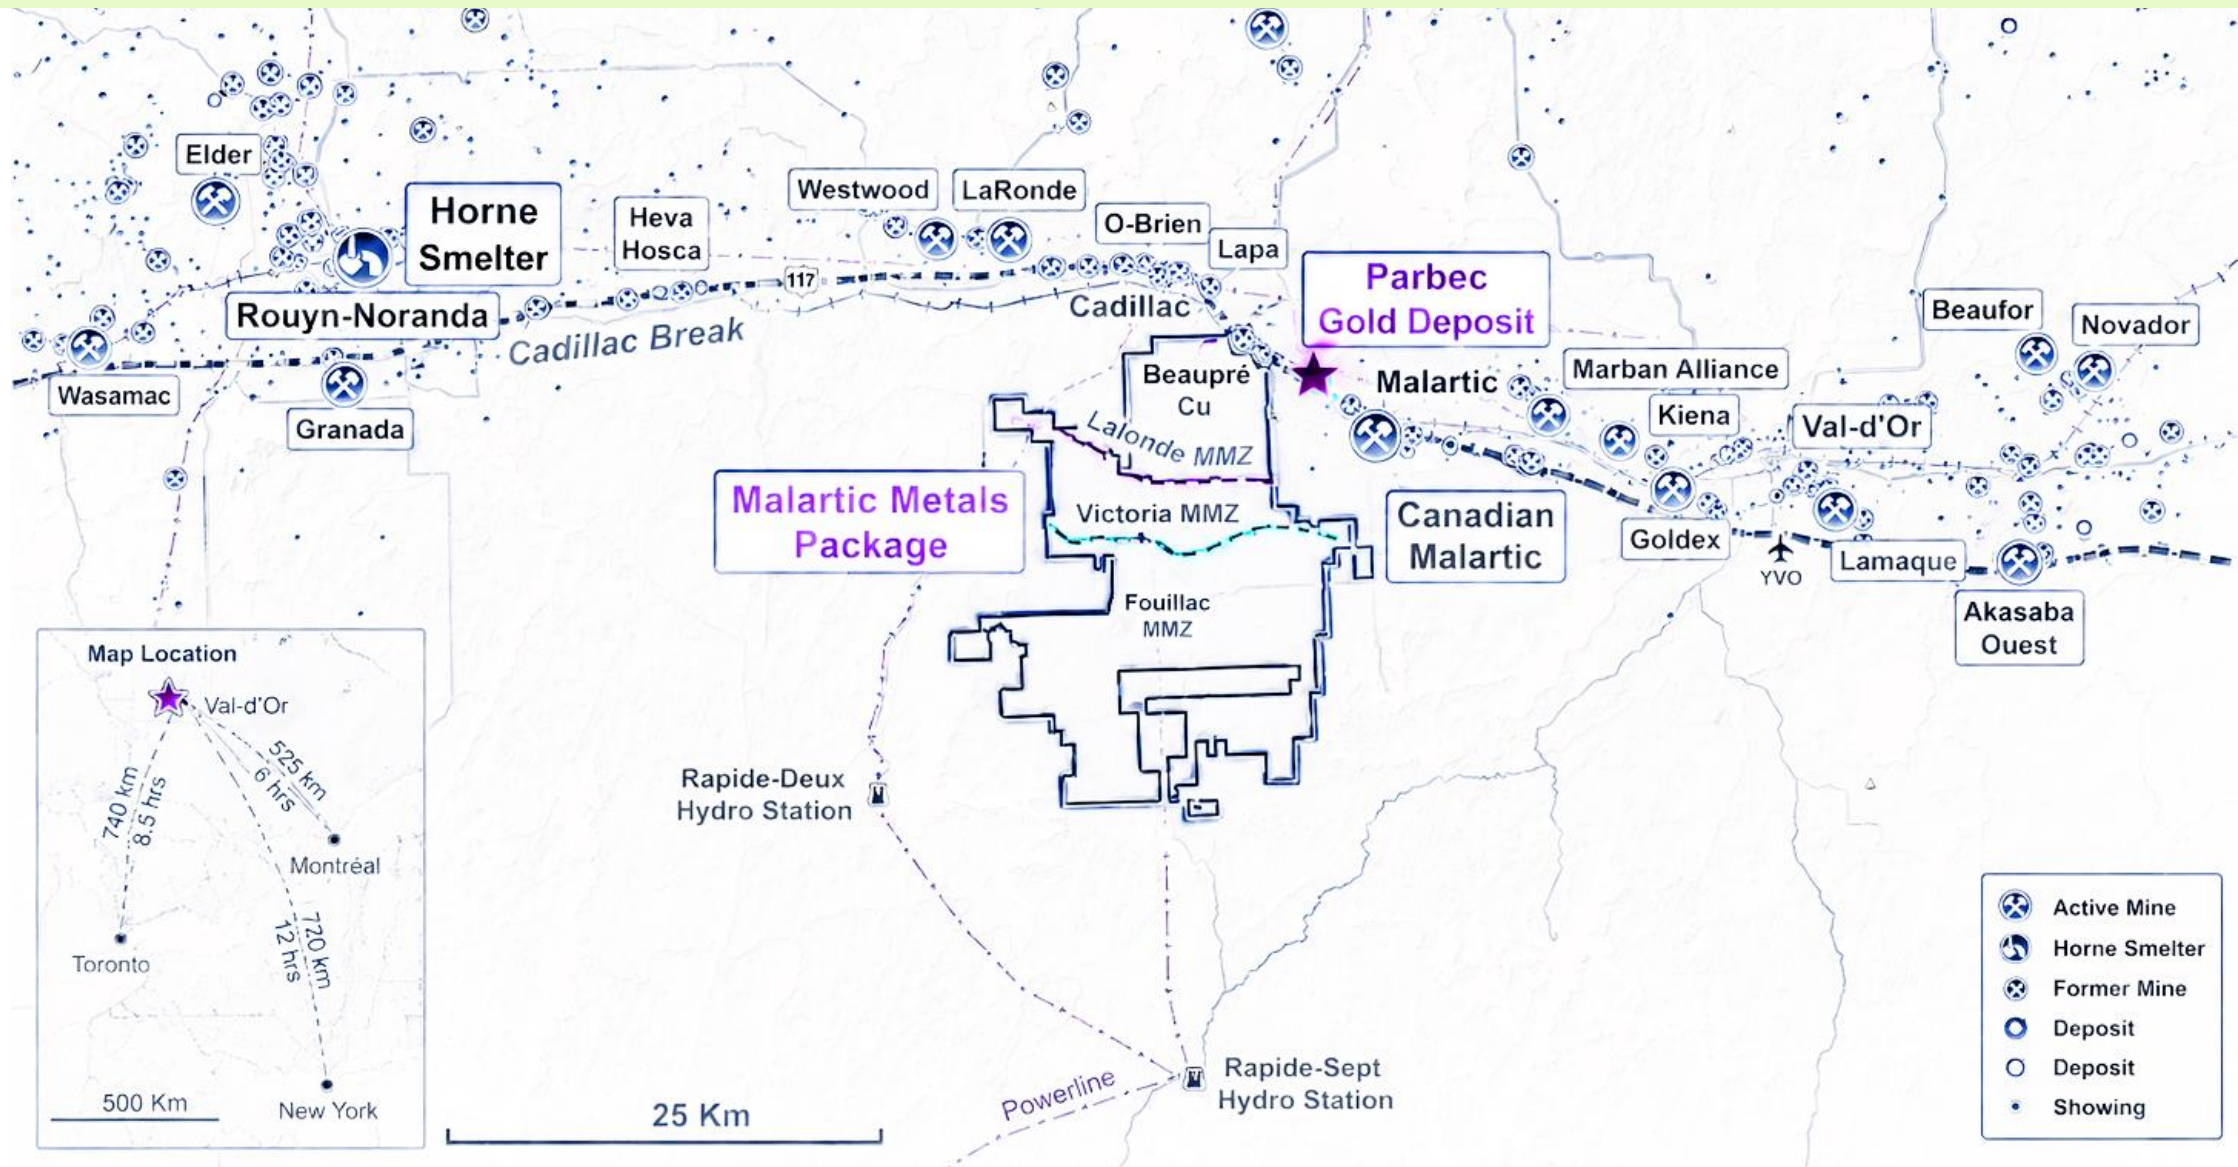 Elder
Horne
Smelter
Heva
Hosca
Westwood
LaRonde
O-Brien
Lapa
117
Rouyn-Noranda
Cadillac Break
Cadillac
Parbec
Gold Deposit
Beaufor
Novador
Wasamac
Granada
Beaupré
Cu
Malartic
Marban Alliance
Kiena
Val-d'Or
Lalonde MMZ
Malartic Metals
Package
Victoria MMZ
Canadian
Malartic
Goldex
YVO
Lamaque
Akasaba
Ouest
Fouillac
MMZ
Map Location
Val-d'Or
525 km
6 hrs
740 km
8.5 hrs
Montréal
720 km
12 hrs
Toronto
New York
500 Km
Rapide-Deux
Hydro Station
25 Km
Powerline
Rapide-Sept
Hydro Station
Active Mine
Horne Smelter
Former Mine
Deposit
Deposit
Showing